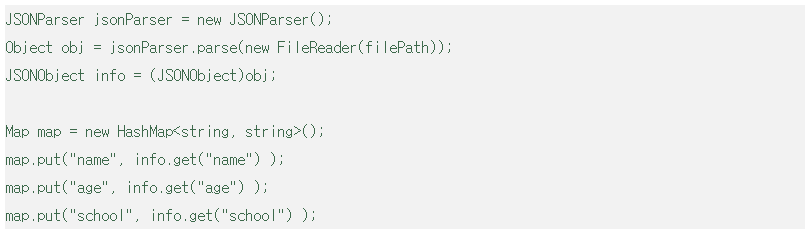 JSONParser jsonParser = new JSONParser();
Object obj = jsonParser.parse(new FileReader(filePath));
JSONObject info = (JSONObject)obj;

Map map = new HashMap<string, string>();
map.put("name", info.get("name") );
map.put("age", info.get("age") );
map.put("school", info.get("school") );